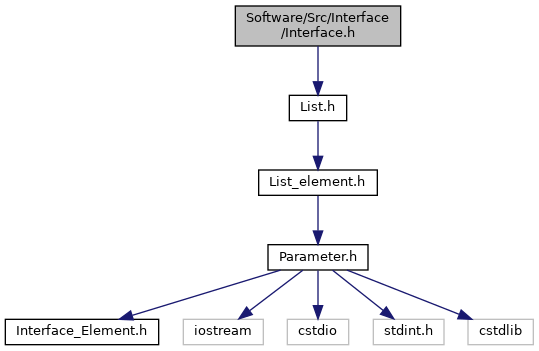 Software/Src/Interface
/Interface.h
List.h
List_element.h
Parameter.h
Interface_Element.h
iostream
cstdio
stdint.h
cstdlib